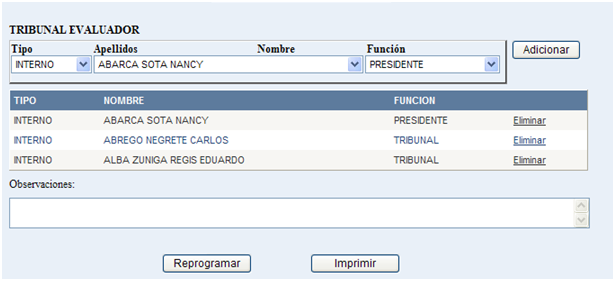 TRIBUNAL EVALUADOR
Tipo Apellidos Nombre Función
INTERNO ABARCA SOTA NANCY PRESIDENTE Adicionar
TIPO NOMBRE FUNCION
INTERNO ABARCA SOTA NANCY PRESIDENTE Eliminar
INTERNO ABREGO NEGRETE CARLOS TRIBUNAL Eliminar
INTERNO ALBA ZUNIGA REGIS EDUARDO TRIBUNAL Eliminar
Observaciones:
Reprogramar Imprimir